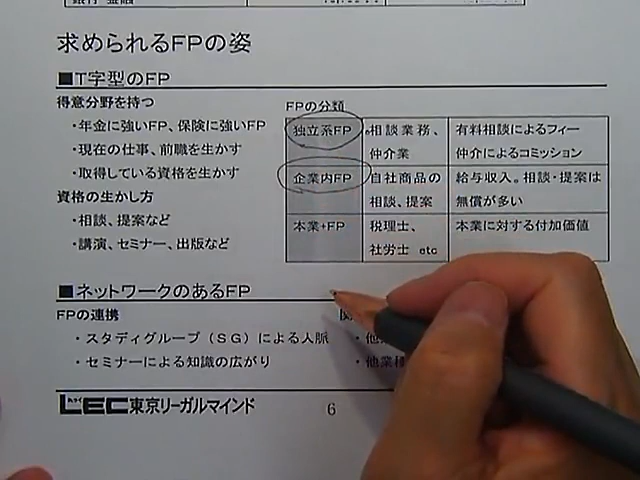 求められるFPの姿
■T字型のFP
得意分野を持つ
・年金に強いFP、保険に強いFP
・現在の仕事、前職を生かす
・取得している資格を生かす
資格の生かし方
・相談、提案など
・講演、セミナー、出版など
FPの分類
独立系FP 相談業務、仲介業 有料相談によるフィー
仲介によるコミッション
企業内FP 自社商品の相談、提案 給与収入。相談・提案は
無償が多い
本業+FP 税理士、社労士 etc 本業に対する付加価値
■ネットワークのあるFP
FPの連携
・スタディグループ(SG)による人脈
・セミナーによる知識の広がり
・他業種
LEC東京リーガルマインド
6